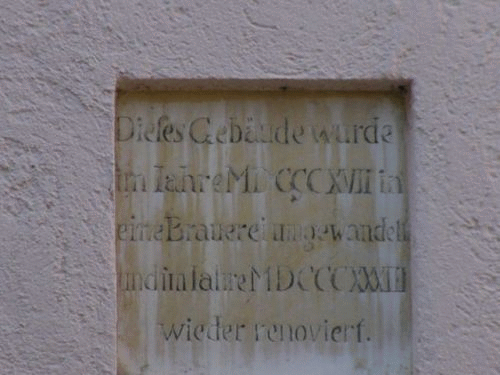 Dieses Gebäude wurde
im Jahre MDCCCXVII in
eine Brauerei umgewandelt
und im Jahre MDCCCXXXIII
wieder renoviert.